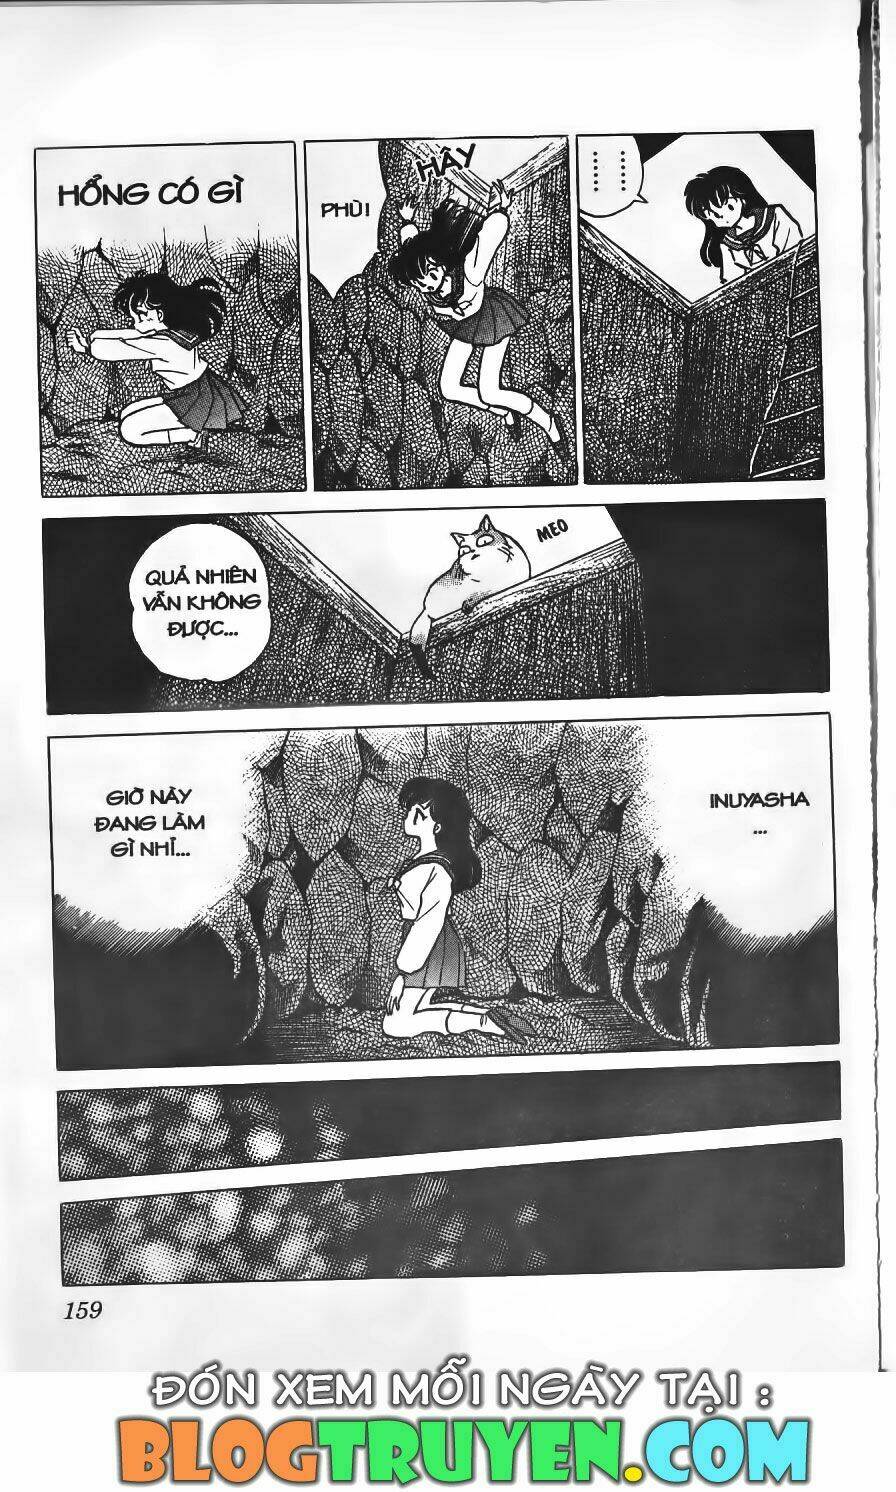 .......
HÂY
PHÙ!
HỔNG CÓ GÌ
MEO
QUẢ NHIÊN
VẪN KHÔNG
ĐƯỢC...
INUYASHA
...
GIỜ NÀY
ĐANG LÀM
GÌ NHỈ...
159
ĐÓN XEM MỖI NGÀY TẠI :
BLOGTRUYEN.COM